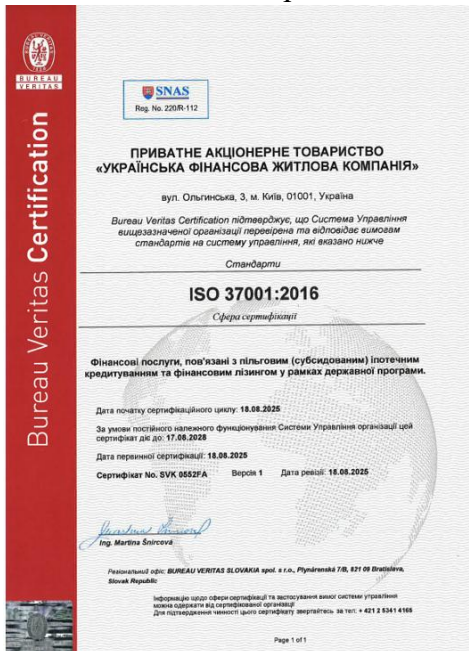 BUREAU
VERITAS
Bureau Veritas Certification
SNAS
Reg. No. 220/R-112
ПРИВАТНЕ АКЦІОНЕРНЕ ТОВАРИСТВО
«УКРАЇНСЬКА ФІНАНСОВА ЖИТЛОВА КОМПАНІЯ»
вул. Ольгинська, 3, м. Київ, 01001, Україна
Bureau Veritas Certification підтверджує, що Система Управління
вищезазначеної організації перевірена та відповідає вимогам
стандартів на систему управління, які вказано нижче
Стандарти
ISO 37001:2016
Сфера сертифікації
Фінансові послуги, пов'язані з пільговим (субсидованим) іпотечним
кредитуванням та фінансовим лізингом у рамках державної програми.
Дата початку сертифікаційного циклу: 18.08.2025
За умови постійного належного функціонування Системи Управління організації цей
сертифікат діє до: 17.08.2028
Дата первинної сертифікації: 18.08.2025
Сертифікат No. SVK 0552FA Версія 1 Дата ревізії: 18.08.2025
Ing. Martina Šnircová
Регіональний офіс: BUREAU VERITAS SLOVAKIA spol. s r.o., Plynárenská 7/B, 821 09 Bratislava,
Slovak Republic
Інформацію щодо сфери сертифікації та застосування вимог системи управління
можна одержати від сертифікованої організації
Для підтвердження чинності цього сертифікату звертайтесь за тел: + 421 2 5341 4165
Page 1 of 1